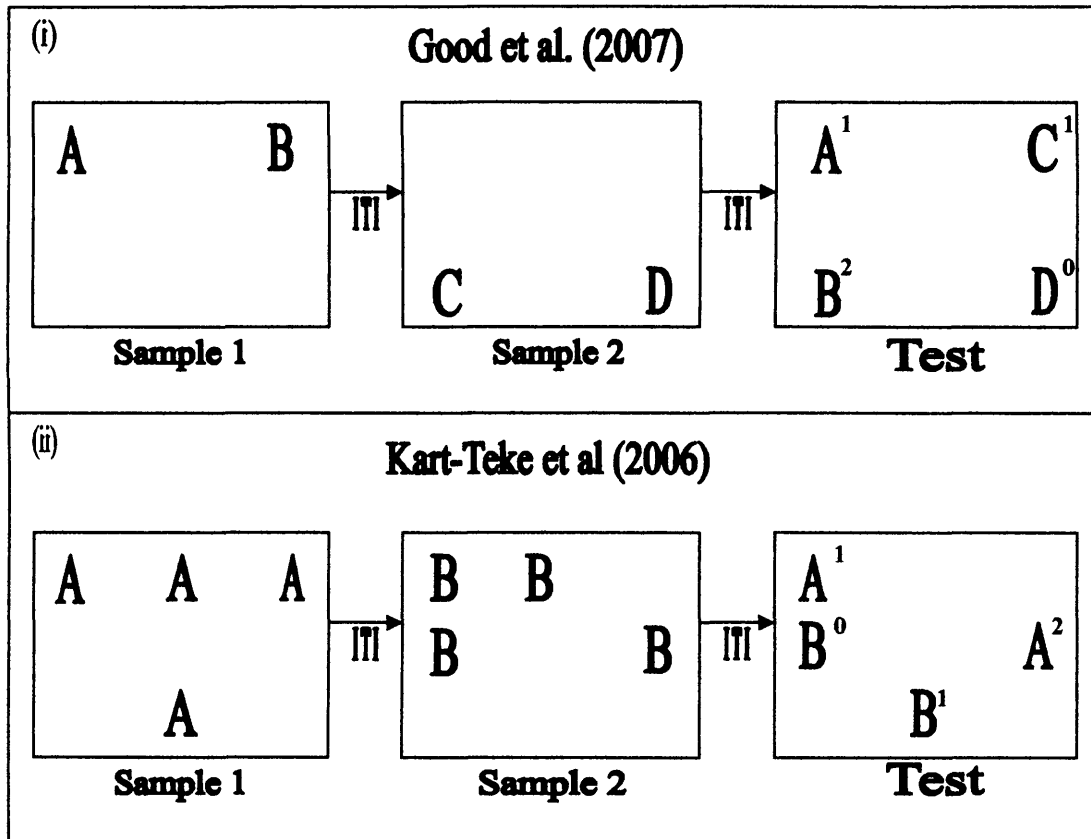 (i)
Good et al. (2007)
A B
ITI
C D
Sample 1
Sample 2
ITI
A¹ C¹
B² D⁰
Test
(ii)
Kart-Teke et al (2006)
A A A
A
Sample 1
ITI
B B
B B
Sample 2
ITI
A¹
B⁰ A²
B¹
Test